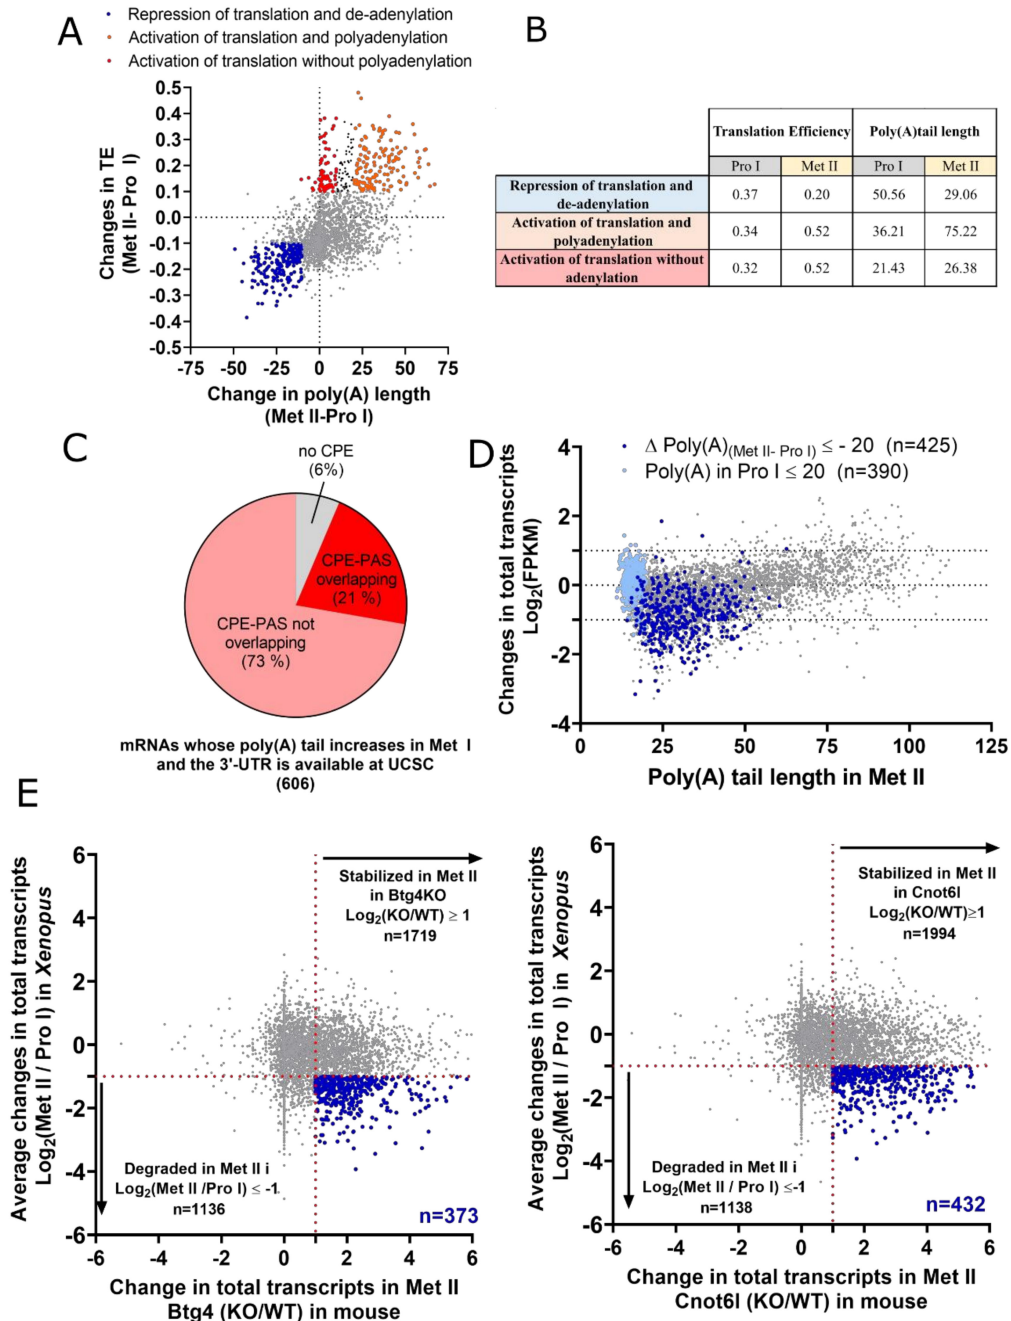 A
• Repression of translation and de-adenylation
• Activation of translation and polyadenylation
• Activation of translation without polyadenylation
0.5
0.4
0.3
0.2
0.1
0.0
-0.1
-0.2
-0.3
-0.4
-0.5
Changes in TE
(Met II- Pro I)
-75 -50 -25 0 25 50 75
Change in poly(A) length
(Met II-Pro I)
B
Translation Efficiency Poly(A)tail length
Pro I Met II Pro I Met II
Repression of translation and
de-adenylation
0.37 0.20 50.56 29.06
Activation of translation and
polyadenylation
0.34 0.52 36.21 75.22
Activation of translation without
adenylation
0.32 0.52 21.43 26.38
C
no CPE
(6%)
CPE-PAS
overlapping
(21 %)
CPE-PAS not
overlapping
(73 %)
mRNAs whose poly(A) tail increases in Met I
and the 3'-UTR is available at UCSC
(606)
D
Δ Poly(A)(Met II- Pro I) ≤ - 20 (n=425)
Poly(A) in Pro I ≤ 20 (n=390)
4
2
0
-2
-4
Changes in total transcripts
Log2(FPKM)
0 25 50 75 100 125
Poly(A) tail length in Met II
E
6
4
2
0
-2
-4
-6
Average changes in total transcripts
Log2(Met II / Pro I) in Xenopus
Stabilized in Met II
in Btg4KO
Log2(KO/WT) ≥ 1
n=1719
Degraded in Met II i
Log2(Met II /Pro I) ≤ -1
n=1136
n=373
-6 -4 -2 0 2 4 6
Change in total transcripts in Met II
Btg4 (KO/WT) in mouse
6
4
2
0
-2
-4
-6
Average changes in total transcripts
Log2(Met II / Pro I) in Xenopus
Stabilized in Met II
in Cnot6l
Log2(KO/WT)≥1
n=1994
Degraded in Met II i
Log2(Met II / Pro I) ≤-1
n=1138
n=432
-6 -4 -2 0 2 4 6
Change in total transcripts in Met II
Cnot6l (KO/WT) in mouse